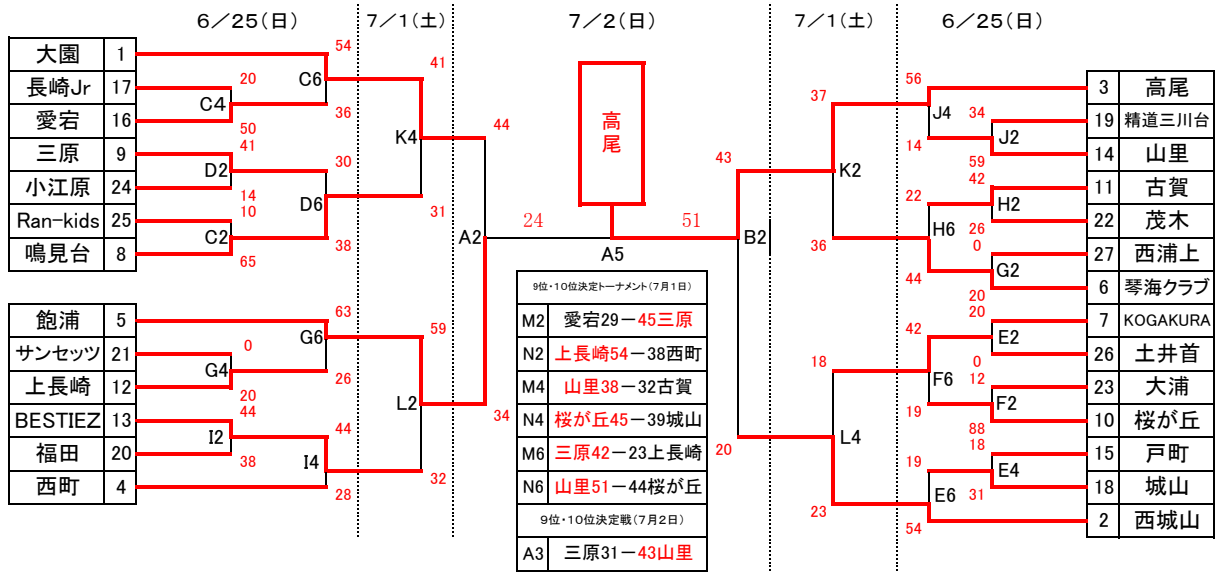 6／25(日)
7／1(土)
7／2(日)
7／1(土)
6／25(日)
大園 1
長崎Jr 17
愛宕 16
三原 9
小江原 24
Ran-kids 25
鳴見台 8
飽浦 5
サンセッツ 21
上長崎 12
BESTIEZ 13
福田 20
西町 4
54
20
C6
C4
36
50
41
30
D2
D6
14
10
C2
38
65
63
0
G6
G4
26
20
44
44
I2
38
I4
28
41
K4
31
59
L2
32
44
A2
34
24
高尾
51
A5
9位・10位決定トーナメント(7月1日)
M2 愛宕29－45三原
N2 上長崎54－38西町
M4 山里38－32古賀
N4 桜が丘45－39城山
M6 三原42－23上長崎
N6 山里51－44桜が丘
9位・10位決定戦(7月2日)
A3 三原31－43山里
43
B2
20
37
K2
36
18
L4
23
56
J4
34
J2
14
59
22
42
H2
H6
26
0
G2
44
20
42
20
E2
F6
0
12
F2
19
88
18
19
E4
E6
31
54
3 高尾
19 精道三川台
14 山里
11 古賀
22 茂木
27 西浦上
6 琴海クラブ
7 KOGAKURA
26 土井首
23 大浦
10 桜が丘
15 戸町
18 城山
2 西城山